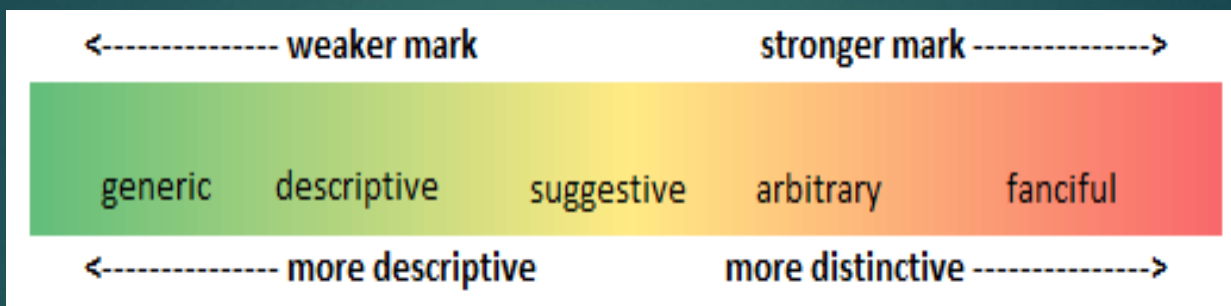 <--------------- weaker mark stronger mark --------------->
generic descriptive suggestive arbitrary fanciful
<--------------- more descriptive more distinctive --------------->